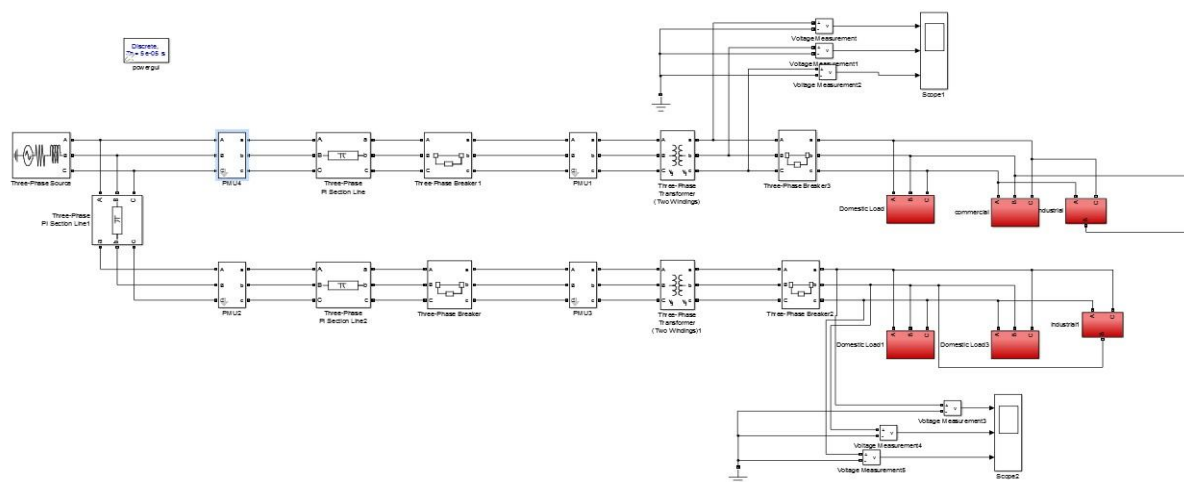 Discrete,
Ts = 5e-05 s
powergui
Voltage Measurement
Voltage Measurement1
Voltage Measurement2
Scope1
A
B
C
Three-Phase Source
PMU4
Three-Phase
PI Section Line
Three-Phase Breaker1
PMU1
Three-Phase
Transformer
(Two Windings)
Three-Phase Breaker3
Domestic Load
commercial
Industrial
Three-Phase
PI Section Line1
PMU2
Three-Phase
PI Section Line2
Three-Phase Breaker
PMU3
Three-Phase
Transformer
(Two Windings)1
Three-Phase Breaker2
Domestic Load1
Domestic Load3
Industrial1
Voltage Measurement3
Voltage Measurement4
Voltage Measurement5
Scope2